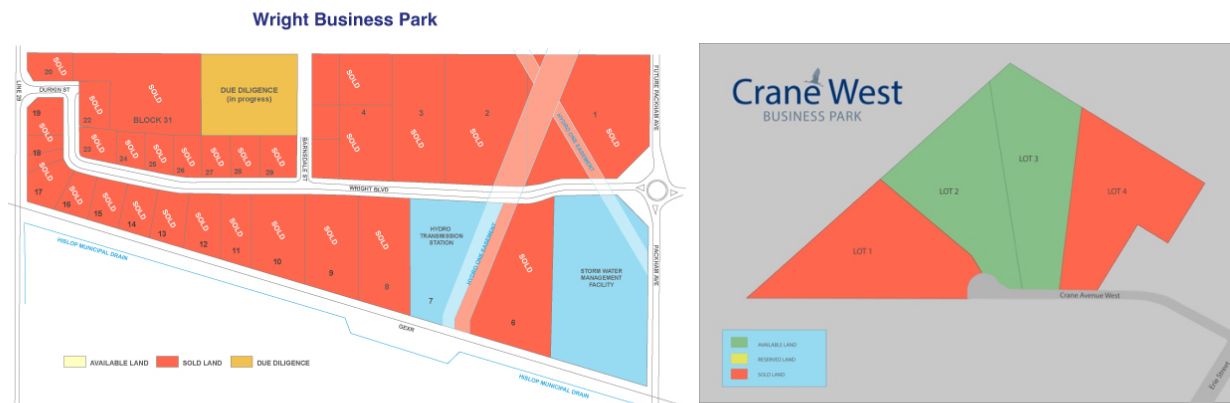 Wright Business Park
LINE 29
20
SOLD
DURKIN ST
SOLD
22
SOLD
BLOCK 31
DUE DILIGENCE
(in progress)
SOLD
4
SOLD
3
SOLD
2
SOLD
1
SOLD
FUTURE PACKHAM AVE
HYDRO ONE EASEMENT
19
SOLD
18
SOLD
17
SOLD
23
SOLD
24
SOLD
25
SOLD
26
SOLD
27
SOLD
28
SOLD
29
SOLD
BARNSDALE ST
WRIGHT BLVD
16
SOLD
15
SOLD
14
SOLD
13
SOLD
12
SOLD
11
SOLD
10
SOLD
9
SOLD
8
SOLD
HYDRO
TRANSMISSION
STATION
7
HYDRO ONE EASEMENT
SOLD
6
STORM WATER
MANAGEMENT
FACILITY
PACKHAM AVE
HISLOP MUNICIPAL DRAIN
GEXR
HISLOP MUNICIPAL DRAIN
AVAILABLE LAND
SOLD LAND
DUE DILIGENCE
Crane West
BUSINESS PARK
LOT 1
LOT 2
LOT 3
LOT 4
Crane Avenue West
Erie Street
AVAILABLE LAND
RESERVED LAND
SOLD LAND